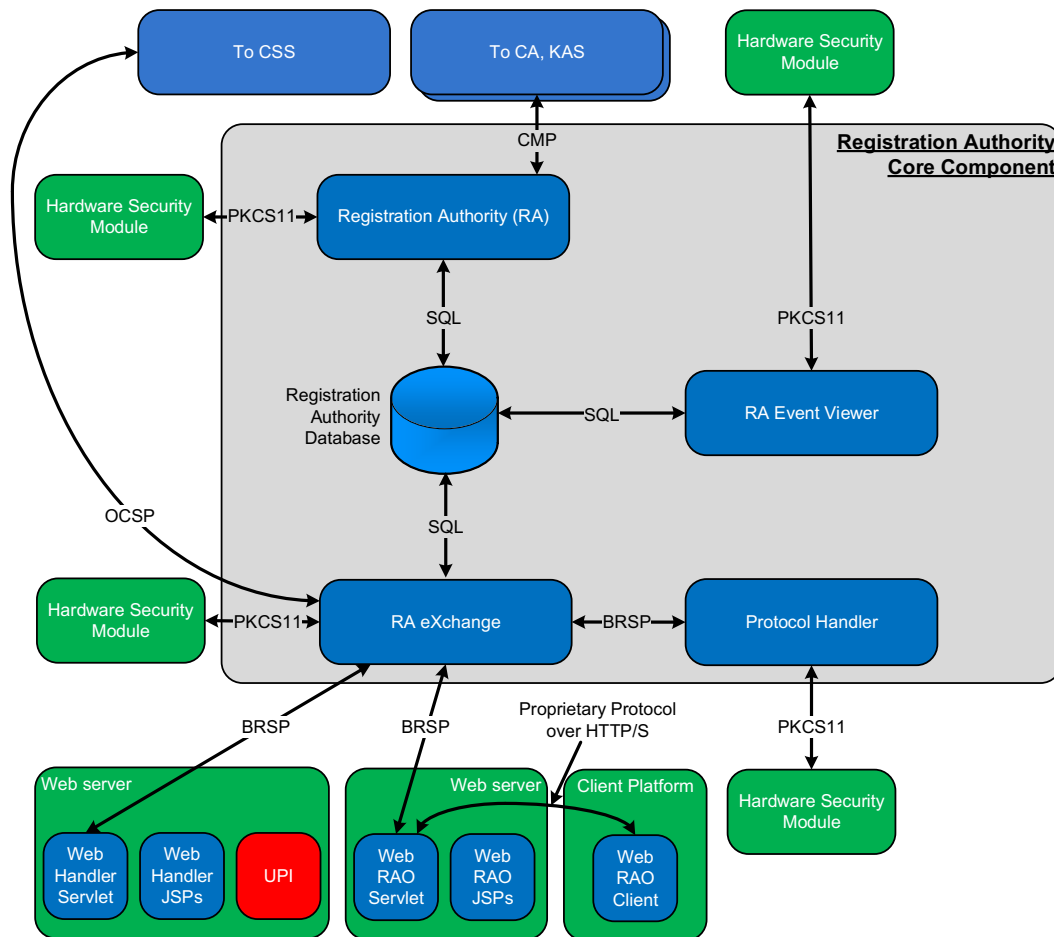 To CSS
To CA, KAS
Hardware Security
Module
CMP
Registration Authority
Core Component
Hardware Security
Module
PKCS11
Registration Authority (RA)
SQL
PKCS11
Registration
Authority
Database
SQL
RA Event Viewer
OCSP
SQL
Hardware Security
Module
PKCS11
RA eXchange
BRSP
Protocol Handler
BRSP
BRSP
Proprietary Protocol
over HTTP/S
PKCS11
Web server
Web server
Client Platform
Hardware Security
Module
Web
Handler
Servlet
Web
Handler
JSPs
UPI
Web
RAO
Servlet
Web
RAO
JSPs
Web
RAO
Client